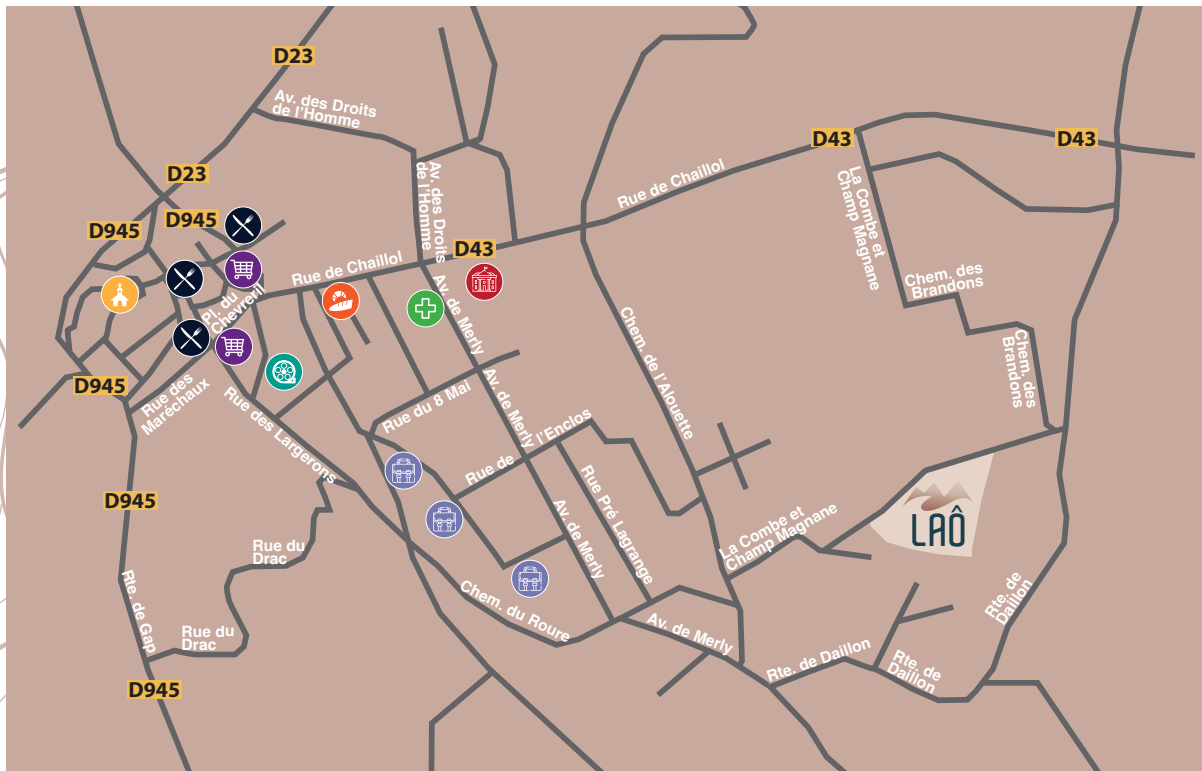 D23
Av. des Droits
de l'Homme
D43
D43
D23
Av. des Droits
de l'Homme
Rue de Chaillol
La Combe et
Champ Magnane
D945
D945
D43
Rue de Chaillol
Chem. des
Brandons
Pl. du
Chevreril
Av. de Merly
Chem. de l'Alouette
Chem. des
Brandons
D945
Rue des
Maréchaux
Rue des Largerons
Rue du 8 Mai
Av. de Merly
Rue de l'Enclos
Rue Pré Lagrange
D945
Av. de Merly
La Combe et
Champ Magnane
LAÔ
Rue du
Drac
Rte. de Gap
Rue du
Drac
Chem. du Roure
Av. de Merly
Rte. de
Daillon
Rte. de Daillon
Rte. de
Daillon
D945